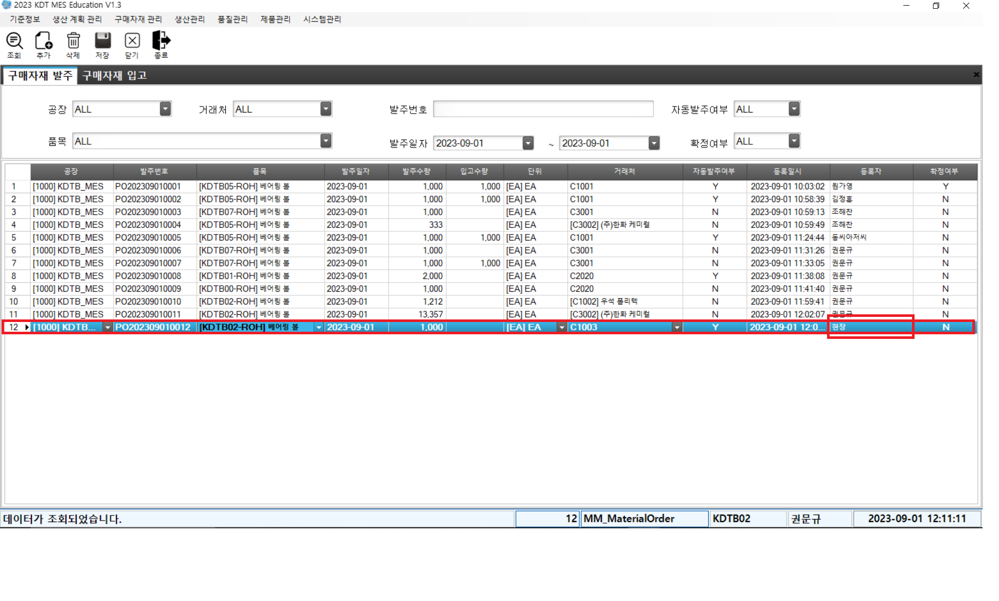 2023 KDT MES Education V1.3
기준정보 생산 계획 관리 구매자재 관리 생산관리 품질관리 제품관리 시스템관리
조회 추가 삭제 저장 닫기 종료
구매자재 발주 구매자재 입고
공장 ALL 거래처 ALL 발주번호 자동발주여부 ALL
품목 ALL 발주일자 2023-09-01 ~ 2023-09-01 확정여부 ALL
공장 발주번호 품목 발주일자 발주수량 입고수량 단위 거래처 자동발주여부 등록일시 등록자 확정여부
1 [1000] KDTB_MES PO202309010001 [KDTB05-ROH] 베어링 볼 2023-09-01 1,000 1,000 [EA] EA C1001 Y 2023-09-01 10:03:02 원가영 Y
2 [1000] KDTB_MES PO202309010002 [KDTB05-ROH] 베어링 볼 2023-09-01 1,000 1,000 [EA] EA C1001 Y 2023-09-01 10:58:39 김정훈 N
3 [1000] KDTB_MES PO202309010003 [KDTB07-ROH] 베어링 볼 2023-09-01 1,000 [EA] EA C3001 N 2023-09-01 10:59:13 조해찬 N
4 [1000] KDTB_MES PO202309010004 [KDTB05-ROH] 베어링 볼 2023-09-01 333 [EA] EA [C3002] (주)한화 케미컬 N 2023-09-01 10:59:49 조해찬 N
5 [1000] KDTB_MES PO202309010005 [KDTB05-ROH] 베어링 볼 2023-09-01 1,000 1,000 [EA] EA C1001 Y 2023-09-01 11:24:44 동씨아저씨 N
6 [1000] KDTB_MES PO202309010006 [KDTB07-ROH] 베어링 볼 2023-09-01 1,000 [EA] EA C3001 N 2023-09-01 11:31:26 권문규 N
7 [1000] KDTB_MES PO202309010007 [KDTB07-ROH] 베어링 볼 2023-09-01 1,000 1,000 [EA] EA C3001 N 2023-09-01 11:33:05 권문규 N
8 [1000] KDTB_MES PO202309010008 [KDTB01-ROH] 베어링 볼 2023-09-01 2,000 [EA] EA C2020 Y 2023-09-01 11:38:08 권문규 N
9 [1000] KDTB_MES PO202309010009 [KDTB00-ROH] 베어링 볼 2023-09-01 1,000 [EA] EA C2020 N 2023-09-01 11:41:40 권문규 N
10 [1000] KDTB_MES PO202309010010 [KDTB02-ROH] 베어링 볼 2023-09-01 1,212 [EA] EA [C1002] 우석 폴리텍 N 2023-09-01 11:59:41 권문규 N
11 [1000] KDTB_MES PO202309010011 [KDTB02-ROH] 베어링 볼 2023-09-01 13,357 [EA] EA [C3002] (주)한화 케미컬 N 2023-09-01 12:02:07 권문규 N
12 [1000] KDTB... PO202309010012 [KDTB02-ROH] 베어링 볼 2023-09-01 1,000 [EA] EA C1003 Y 2023-09-01 12:0... 현장 N
데이터가 조회되었습니다. 12 MM_MaterialOrder KDTB02 권문규 2023-09-01 12:11:11